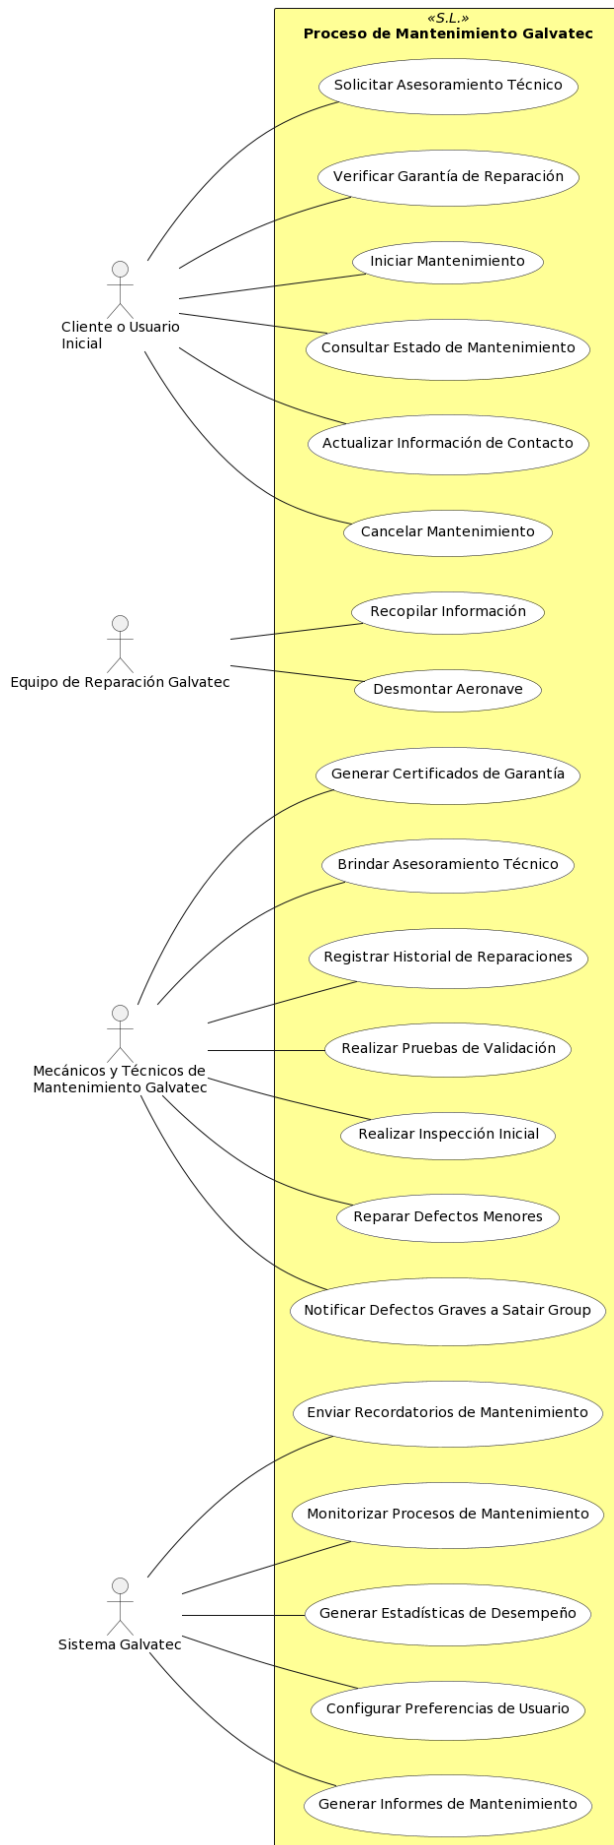 «S.L.»
Proceso de Mantenimiento Galvatec
Solicitar Asesoramiento Técnico
Verificar Garantía de Reparación
Iniciar Mantenimiento
Cliente o Usuario
Inicial
Consultar Estado de Mantenimiento
Actualizar Información de Contacto
Cancelar Mantenimiento
Recopilar Información
Equipo de Reparación Galvatec
Desmontar Aeronave
Generar Certificados de Garantía
Brindar Asesoramiento Técnico
Registrar Historial de Reparaciones
Realizar Pruebas de Validación
Mecánicos y Técnicos de
Mantenimiento Galvatec
Realizar Inspección Inicial
Reparar Defectos Menores
Notificar Defectos Graves a Satair Group
Enviar Recordatorios de Mantenimiento
Monitorizar Procesos de Mantenimiento
Generar Estadísticas de Desempeño
Sistema Galvatec
Configurar Preferencias de Usuario
Generar Informes de Mantenimiento